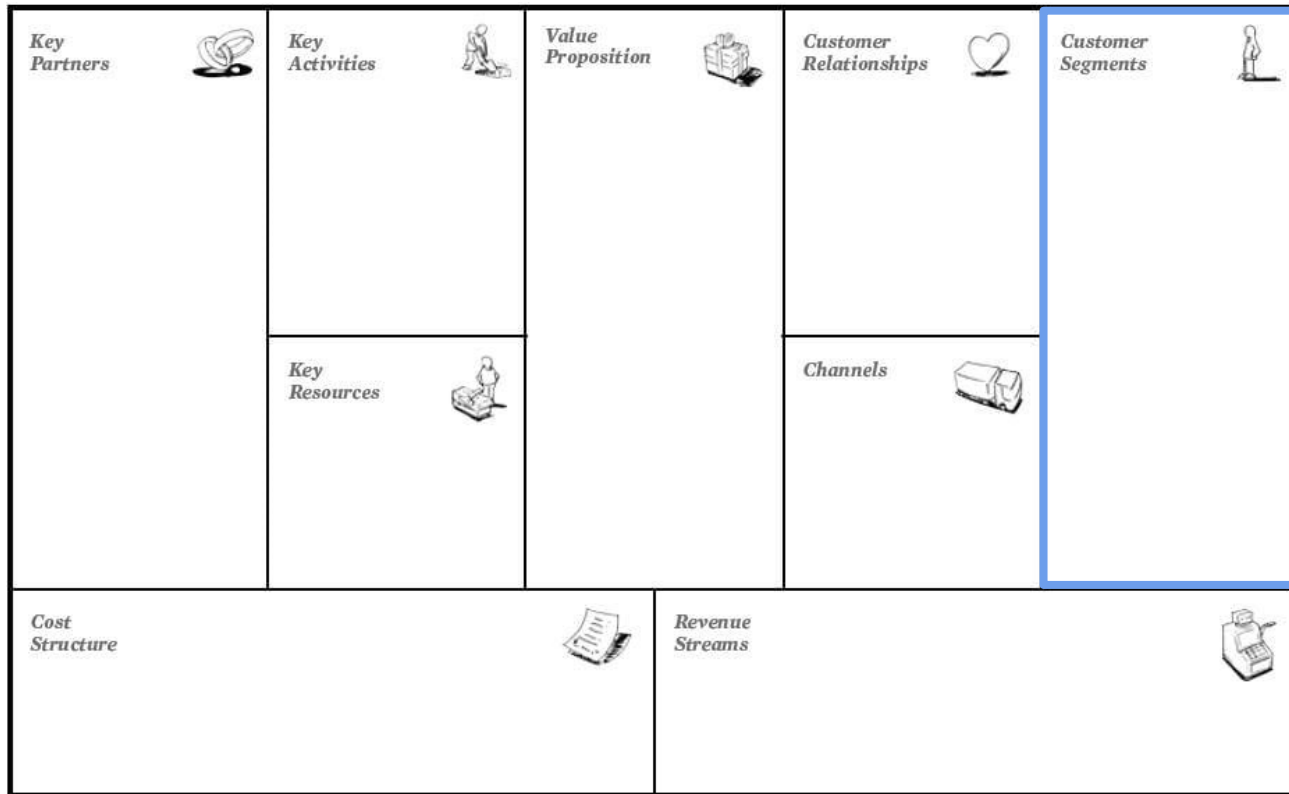 Key
Partners
Key
Activities
Value
Proposition
Customer
Relationships
Customer
Segments
Key
Resources
Channels
Cost
Structure
Revenue
Streams